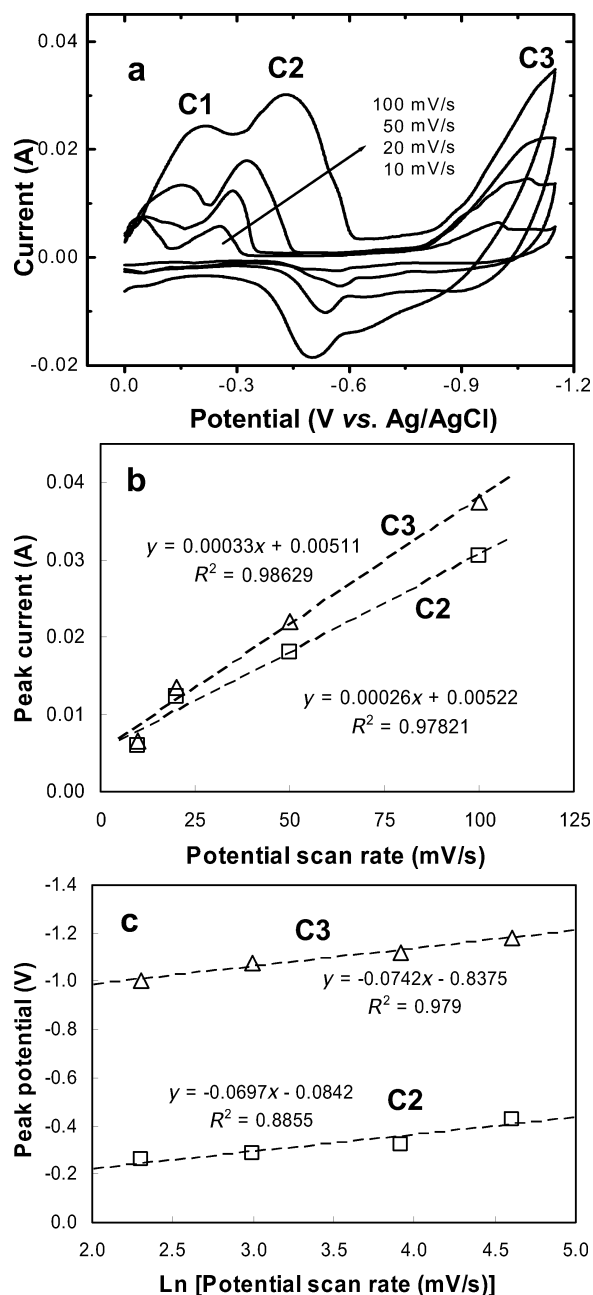 0.04
a
C1
C2
C3
100 mV/s
50 mV/s
20 mV/s
10 mV/s
0.02
0.00
-0.02
Current (A)
0.0
-0.3
-0.6
-0.9
-1.2
Potential (V vs. Ag/AgCl)
b
0.04
0.03
0.02
0.01
0.00
Peak current (A)
C3
y = 0.00033x + 0.00511
R² = 0.98629
C2
y = 0.00026x + 0.00522
R² = 0.97821
0
25
50
75
100
125
Potential scan rate (mV/s)
c
-1.4
-1.2
-1.0
-0.8
-0.6
-0.4
-0.2
0.0
Peak potential (V)
C3
y = -0.0742x - 0.8375
R² = 0.979
y = -0.0697x - 0.0842
R² = 0.8855
C2
2.0
2.5
3.0
3.5
4.0
4.5
5.0
Ln [Potential scan rate (mV/s)]